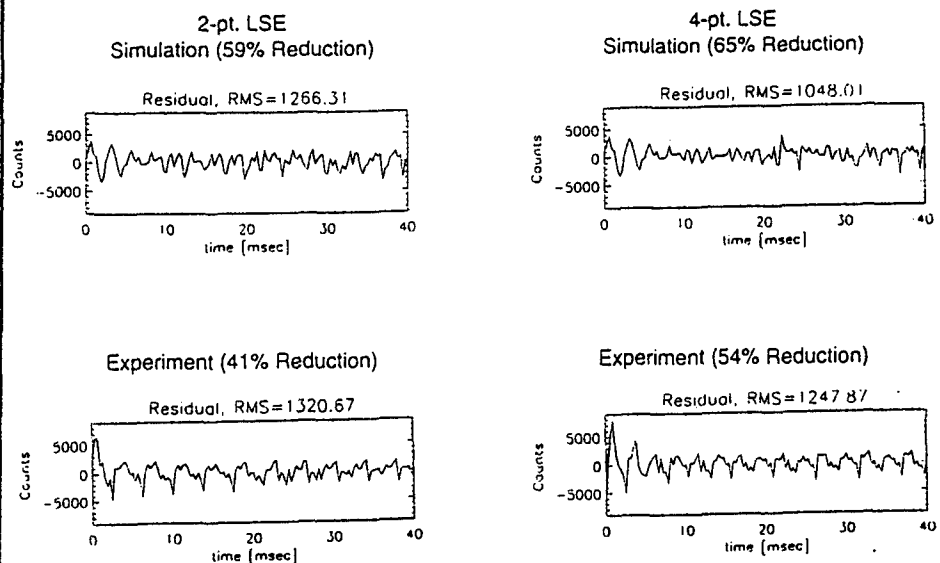 2-pt. LSE
Simulation (59% Reduction)
Residual, RMS=1266.31
5000
0
-5000
Counts
0 10 20 30 40
time [msec]
4-pt. LSE
Simulation (65% Reduction)
Residual, RMS=1048.01
5000
0
-5000
Counts
0 10 20 30 40
time [msec]
Experiment (41% Reduction)
Residual, RMS=1320.67
5000
0
-5000
Counts
0 10 20 30 40
time [msec]
Experiment (54% Reduction)
Residual, RMS=1247.87
5000
0
-5000
Counts
0 10 20 30 40
time [msec]